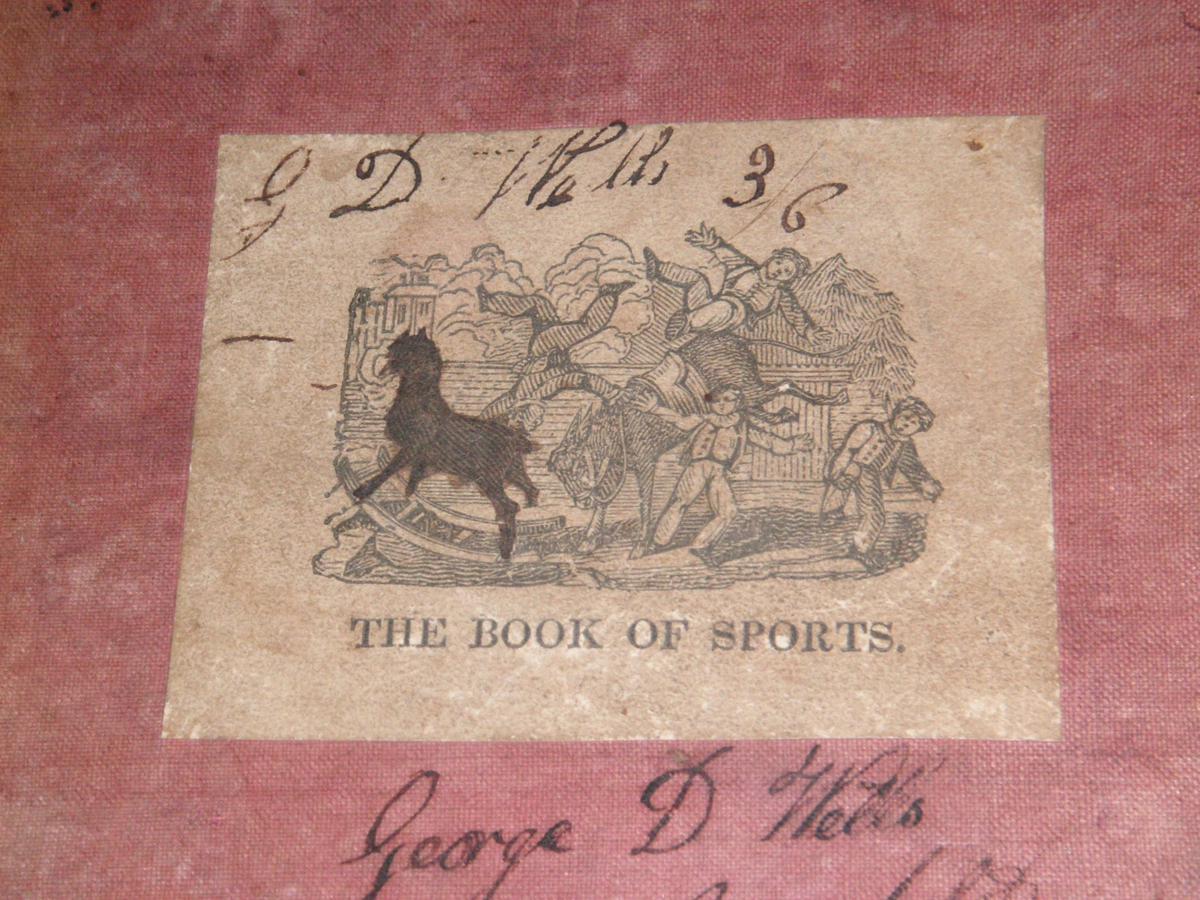 G D Wells 3/6
THE BOOK OF SPORTS.
George D Wells